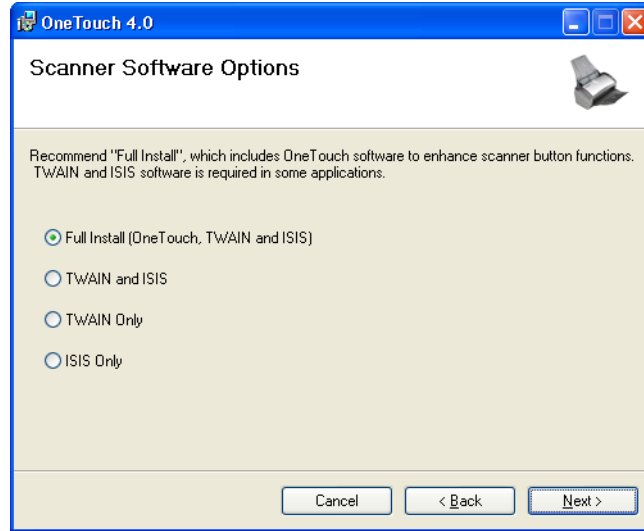 OneTouch 4.0
Scanner Software Options
Recommend "Full Install", which includes OneTouch software to enhance scanner button functions.
TWAIN and ISIS software is required in some applications.
Full Install (OneTouch, TWAIN and ISIS)
TWAIN and ISIS
TWAIN Only
ISIS Only
Cancel
< Back
Next >